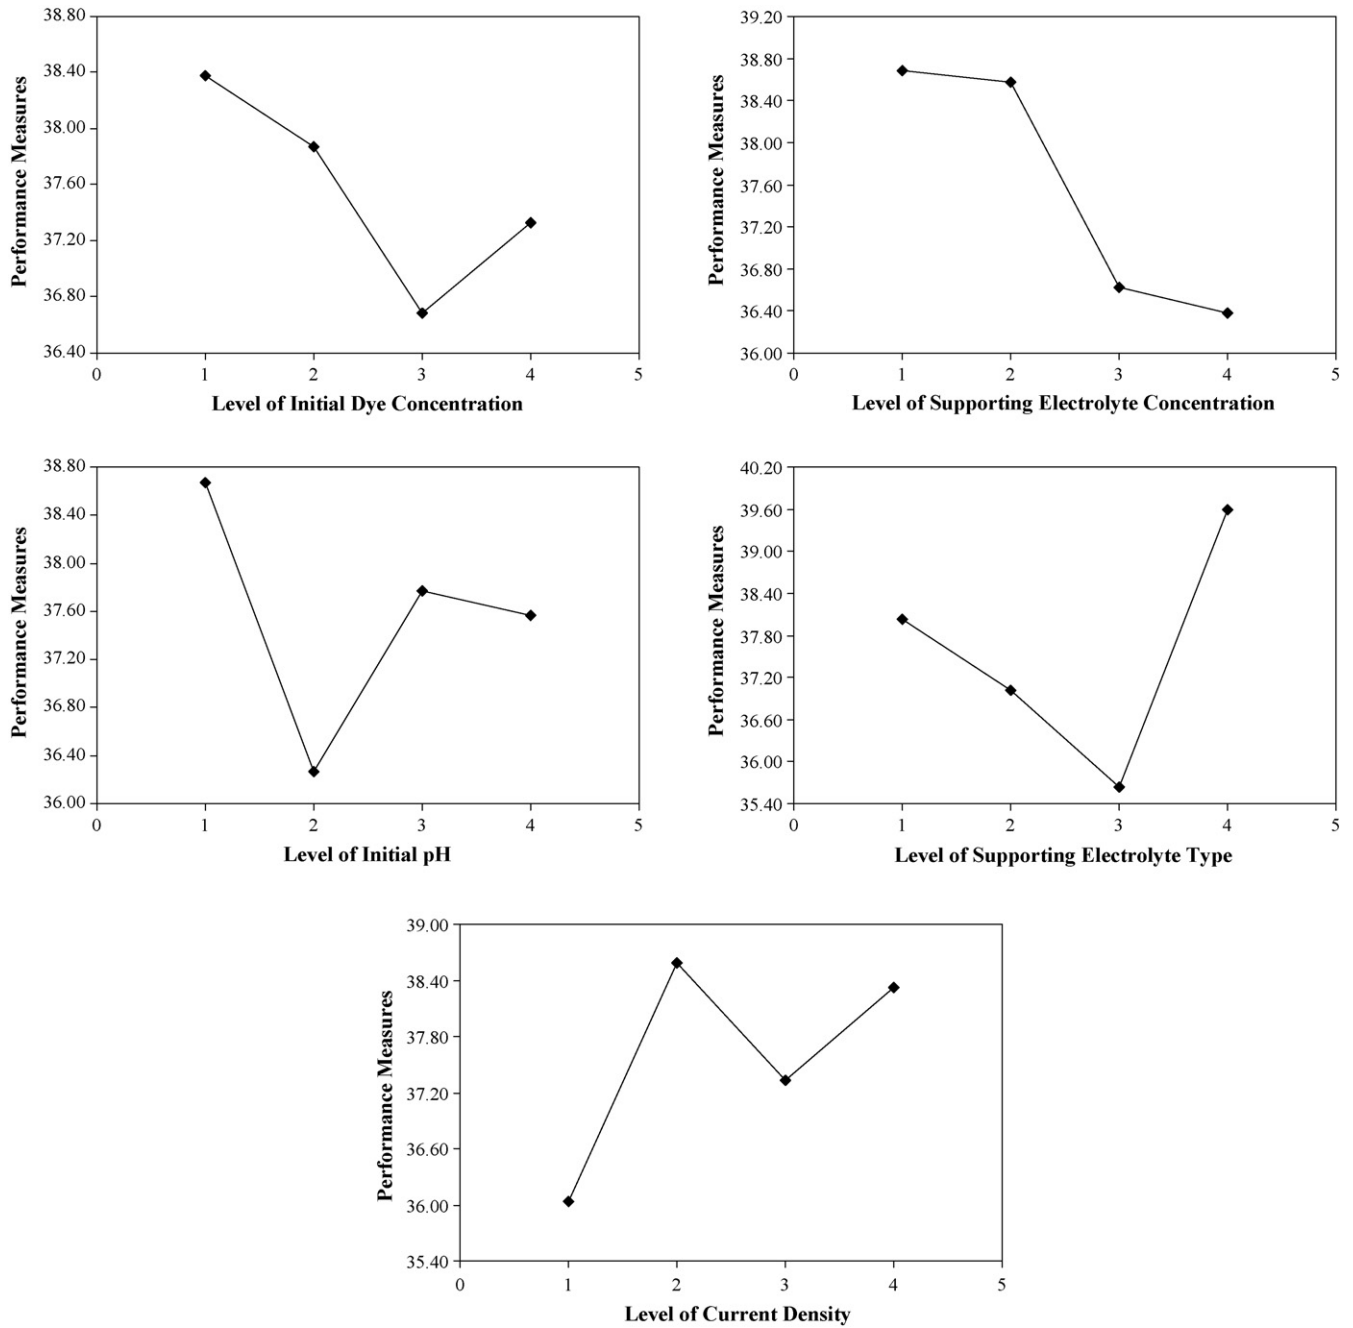 38.80
38.40
38.00
37.60
37.20
36.80
36.40
0 1 2 3 4 5
Performance Measures
Level of Initial Dye Concentration
39.20
38.80
38.40
38.00
37.60
37.20
36.80
36.40
36.00
0 1 2 3 4 5
Performance Measures
Level of Supporting Electrolyte Concentration
38.80
38.40
38.00
37.60
37.20
36.80
36.40
36.00
0 1 2 3 4 5
Performance Measures
Level of Initial pH
40.20
39.60
39.00
38.40
37.80
37.20
36.60
36.00
35.40
0 1 2 3 4 5
Performance Measures
Level of Supporting Electrolyte Type
39.00
38.40
37.80
37.20
36.60
36.00
35.40
0 1 2 3 4 5
Performance Measures
Level of Current Density